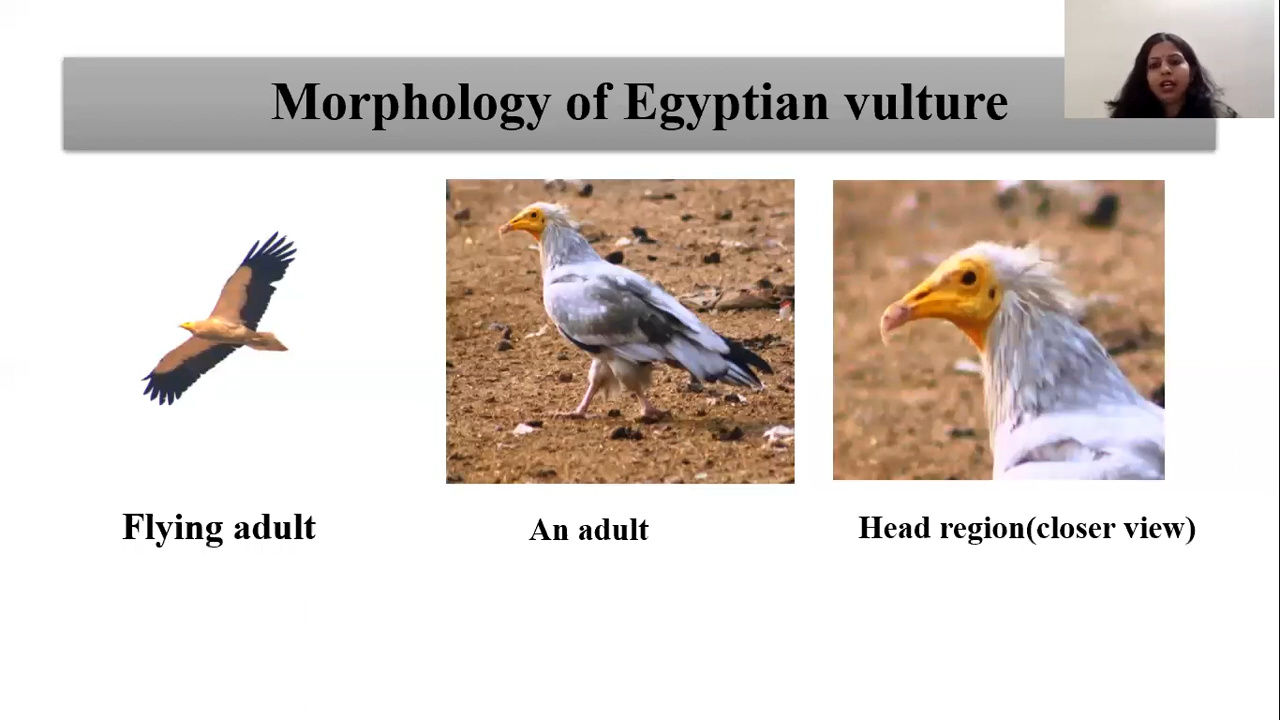 Morphology of Egyptian vulture
Flying adult
An adult
Head region(closer view)